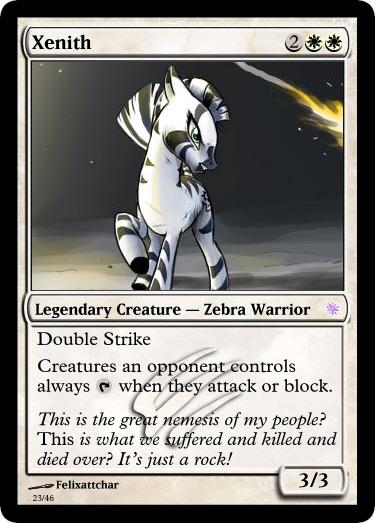 Xenith 2
Legendary Creature — Zebra Warrior
Double Strike
Creatures an opponent controls
always when they attack or block.
This is the great nemesis of my people?
This is what we suffered and killed and
died over? It's just a rock!
3/3
Felixattchar
23/46